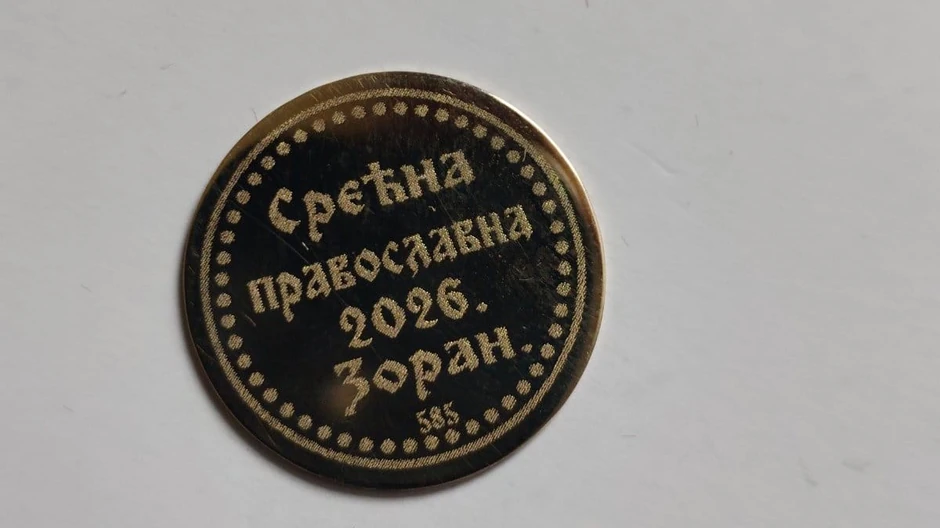 Срећна
православна
2026.
Зоран.
585